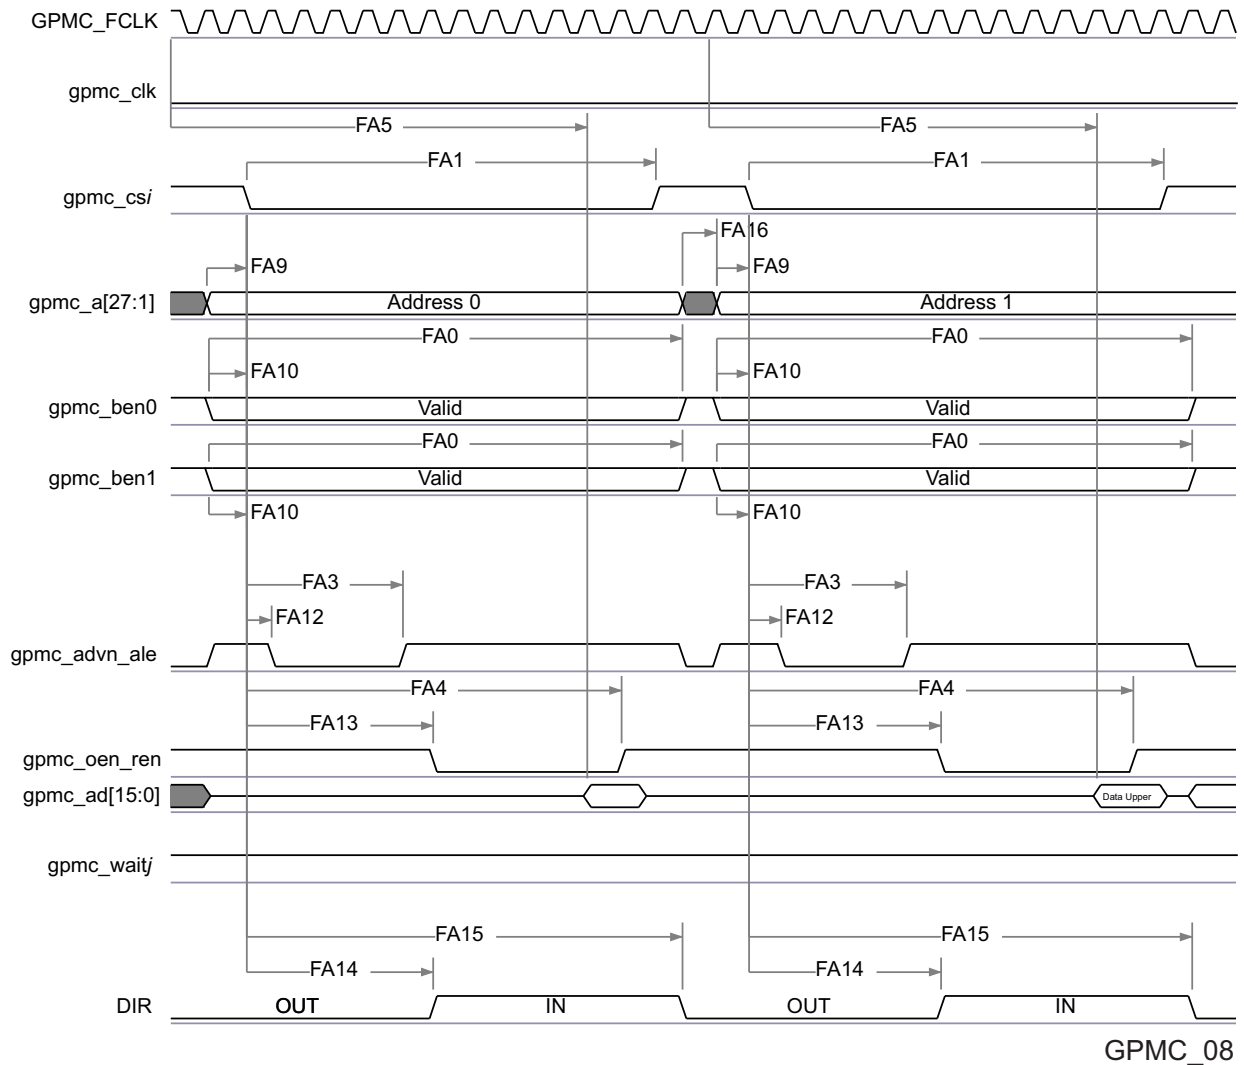 GPMC_FCLK
gpmc_clk
FA5 FA5
FA1 FA1
gpmc_csi
FA16
FA9 FA9
gpmc_a[27:1] Address 0 Address 1
FA0 FA0
FA10 FA10
gpmc_ben0 Valid Valid
FA0 FA0
gpmc_ben1 Valid Valid
FA10 FA10
FA3 FA3
FA12 FA12
gpmc_advn_ale
FA4 FA4
FA13 FA13
gpmc_oen_ren
gpmc_ad[15:0] Data Upper
gpmc_waitj
FA15 FA15
FA14 FA14
DIR OUT IN OUT IN
GPMC_08